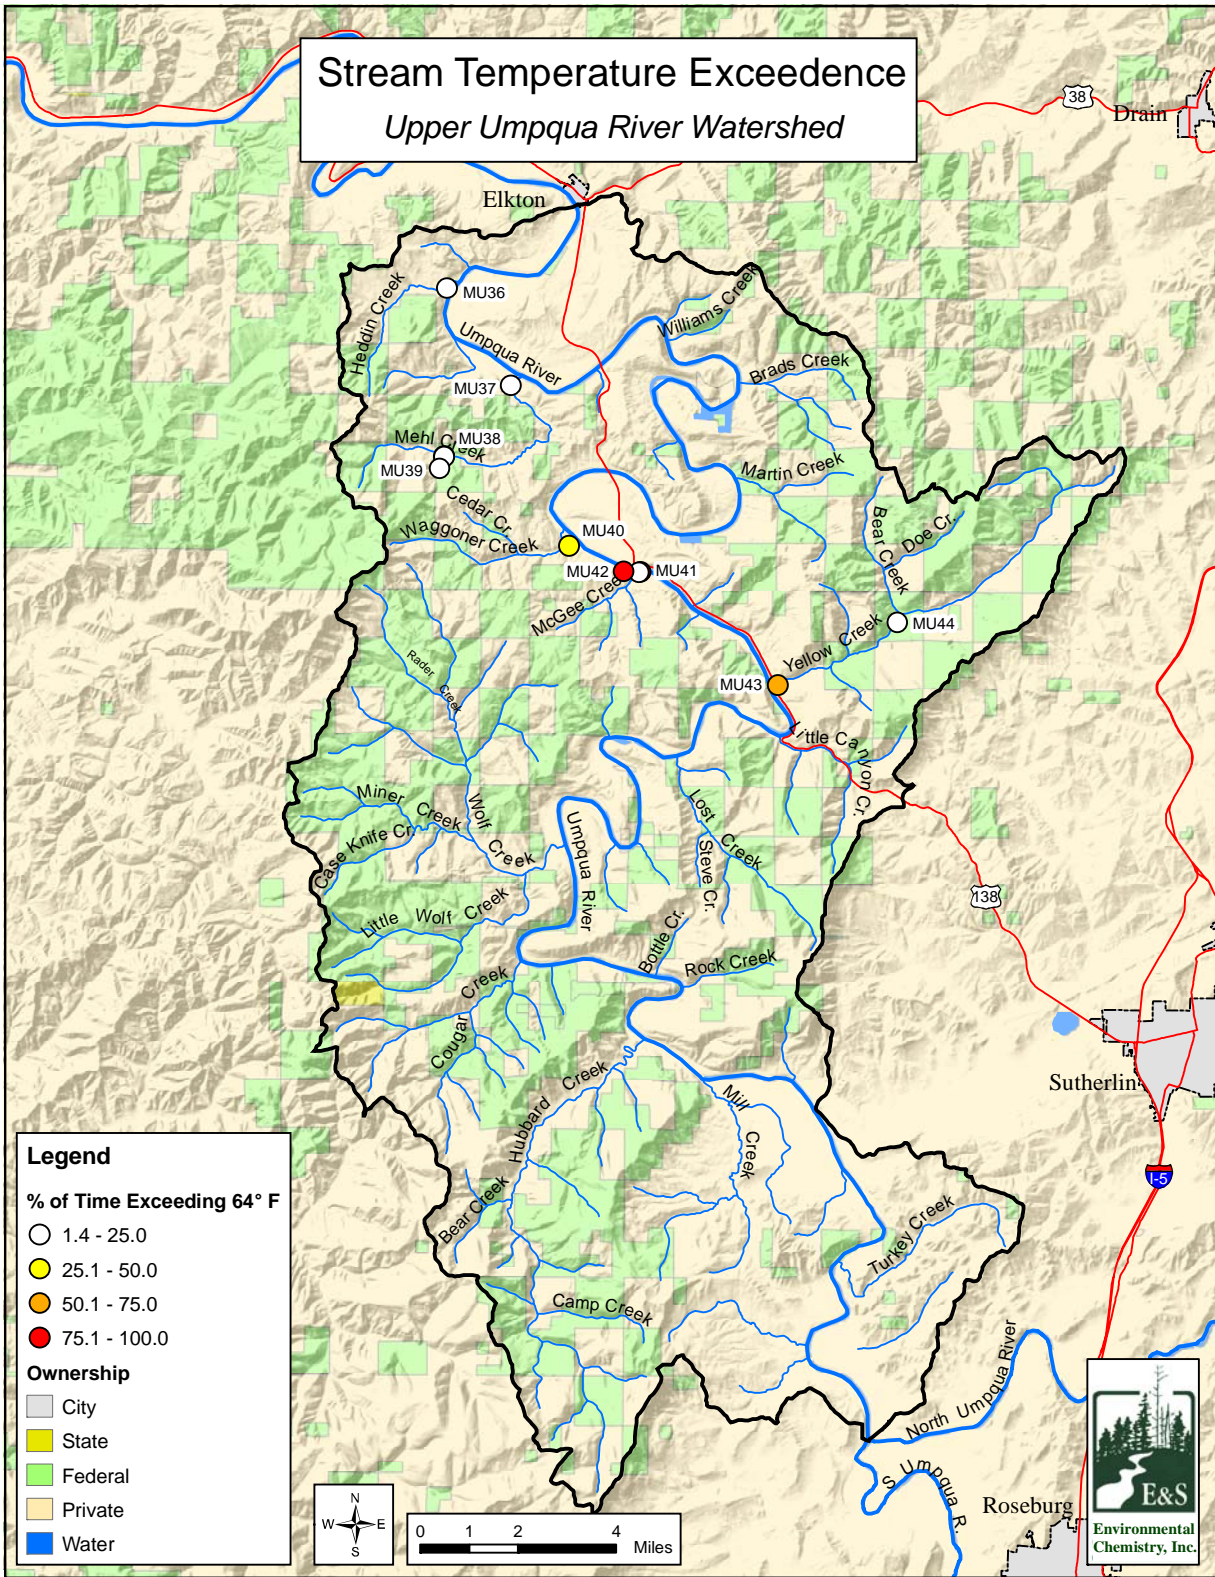 Stream Temperature Exceedence
Upper Umpqua River Watershed
38
Drain
Elkton
Heddin Creek
MU36
Umpqua River
Williams Creek
MU37
Brads Creek
Mehl Creek
MU38
MU39
Martin Creek
Cedar Cr.
Waggoner Creek
MU40
Bear Creek
Doe Cr.
MU42
MU41
McGee Creek
MU44
Yellow Creek
Rader Creek
MU43
Little Canyon Cr.
Miner Creek
Wolf Creek
Case Knife Cr.
Umpqua River
Lost Creek
Steve Cr.
138
Little Wolf Creek
Bottle Cr.
Rock Creek
Cougar Creek
Sutherlin
Hubbard Creek
Mill Creek
I-5
Bear Creek
Turkey Creek
Camp Creek
North Umpqua River
S Umpqua R.
Roseburg
Legend
% of Time Exceeding 64° F
1.4 - 25.0
25.1 - 50.0
50.1 - 75.0
75.1 - 100.0
Ownership
City
State
Federal
Private
Water
N
W E
S
0 1 2 4
Miles
E&S
Environmental
Chemistry, Inc.